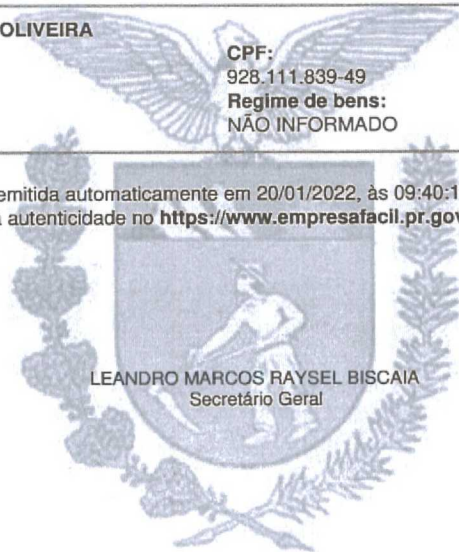 OLIVEIRA
CPF:
928.111.839-49
Regime de bens:
NÃO INFORMADO
emitida automaticamente em 20/01/2022, às 09:40:1
autenticidade no https://www.empresafacil.pr.gov
LEANDRO MARCOS RAYSEL BISCAIA
Secretário Geral